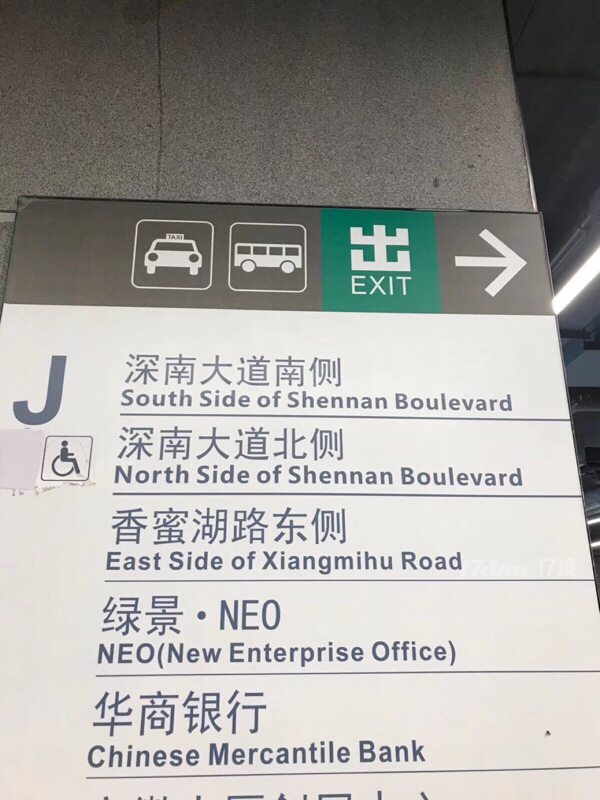 TAXI
出
EXIT
J
深南大道南侧
South Side of Shennan Boulevard
深南大道北侧
North Side of Shennan Boulevard
香蜜湖路东侧
East Side of Xiangmihu Road
绿景·NEO
NEO(New Enterprise Office)
华商银行
Chinese Mercantile Bank